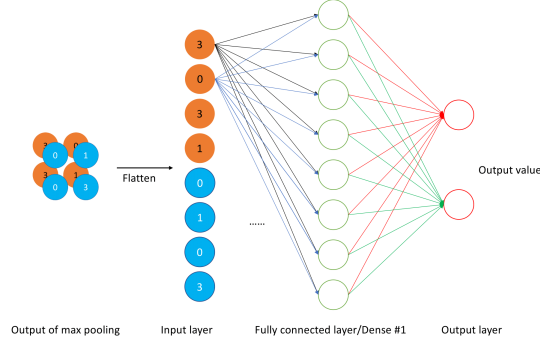 3
0
3
1
0
1
0
3
3
0
0
1
3
1
0
3
Flatten
......
Output value
Output of max pooling
Input layer
Fully connected layer/Dense #1
Output layer